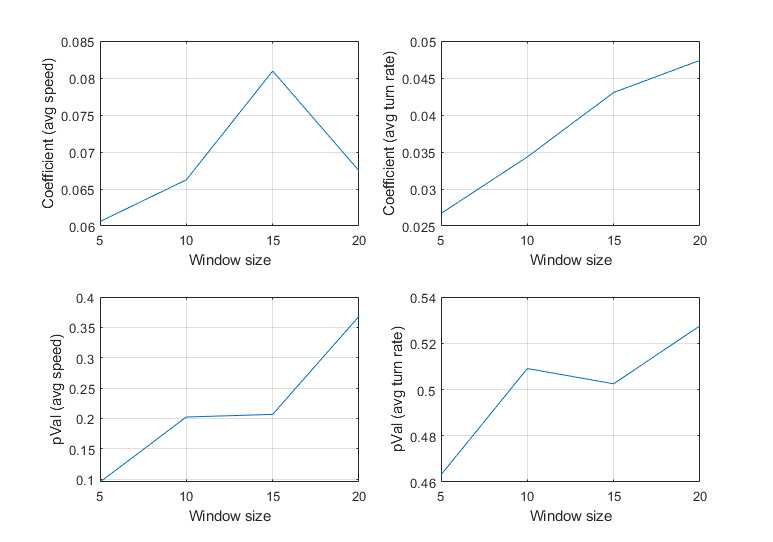 Coefficient (avg speed)
0.085
0.08
0.075
0.07
0.065
0.06
5 10 15 20
Window size
Coefficient (avg turn rate)
0.05
0.045
0.04
0.035
0.03
0.025
5 10 15 20
Window size
pVal (avg speed)
0.4
0.35
0.3
0.25
0.2
0.15
0.1
5 10 15 20
Window size
pVal (avg turn rate)
0.54
0.52
0.5
0.48
0.46
5 10 15 20
Window size